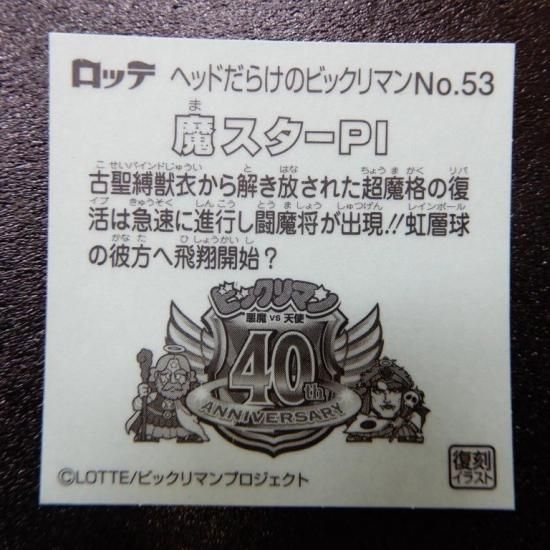 ロッテ ヘッドだらけのビックリマンNo.53
ま
魔スターPI
こせいバインドじゅうい と はな ちょうまかく リバ
古聖縛獣衣から解き放された超魔格の復
イブ きゅうそく しんこう とうましょう しゅつげん レインボール
活は急速に進行し闘魔将が出現!!虹層球
かなた ひしょうかいし
の彼方へ飛翔開始?
ビックリマン
悪魔 VS 天使
40th
ANNIVERSARY
©LOTTE/ビックリマンプロジェクト
復刻
イラスト